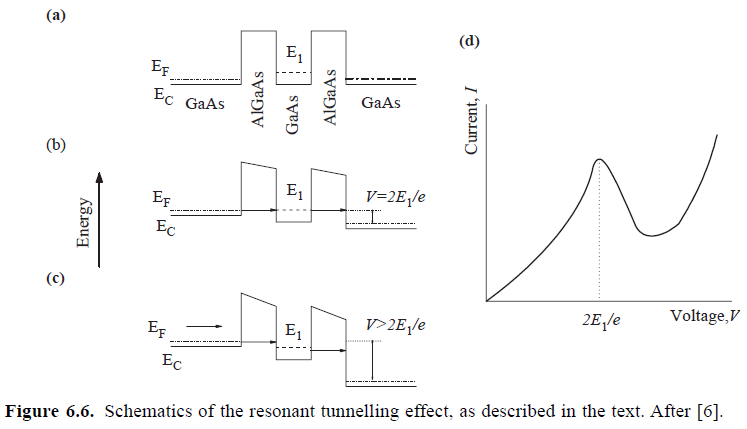 (a)
E1
EF
EC
GaAs
AlGaAs
GaAs
AlGaAs
GaAs
(b)
Energy
EF
E1
V=2E1/e
EC
(c)
EF
E1
V>2E1/e
EC
(d)
Current, I
2E1/e
Voltage,V
Figure 6.6. Schematics of the resonant tunnelling effect, as described in the text. After [6].